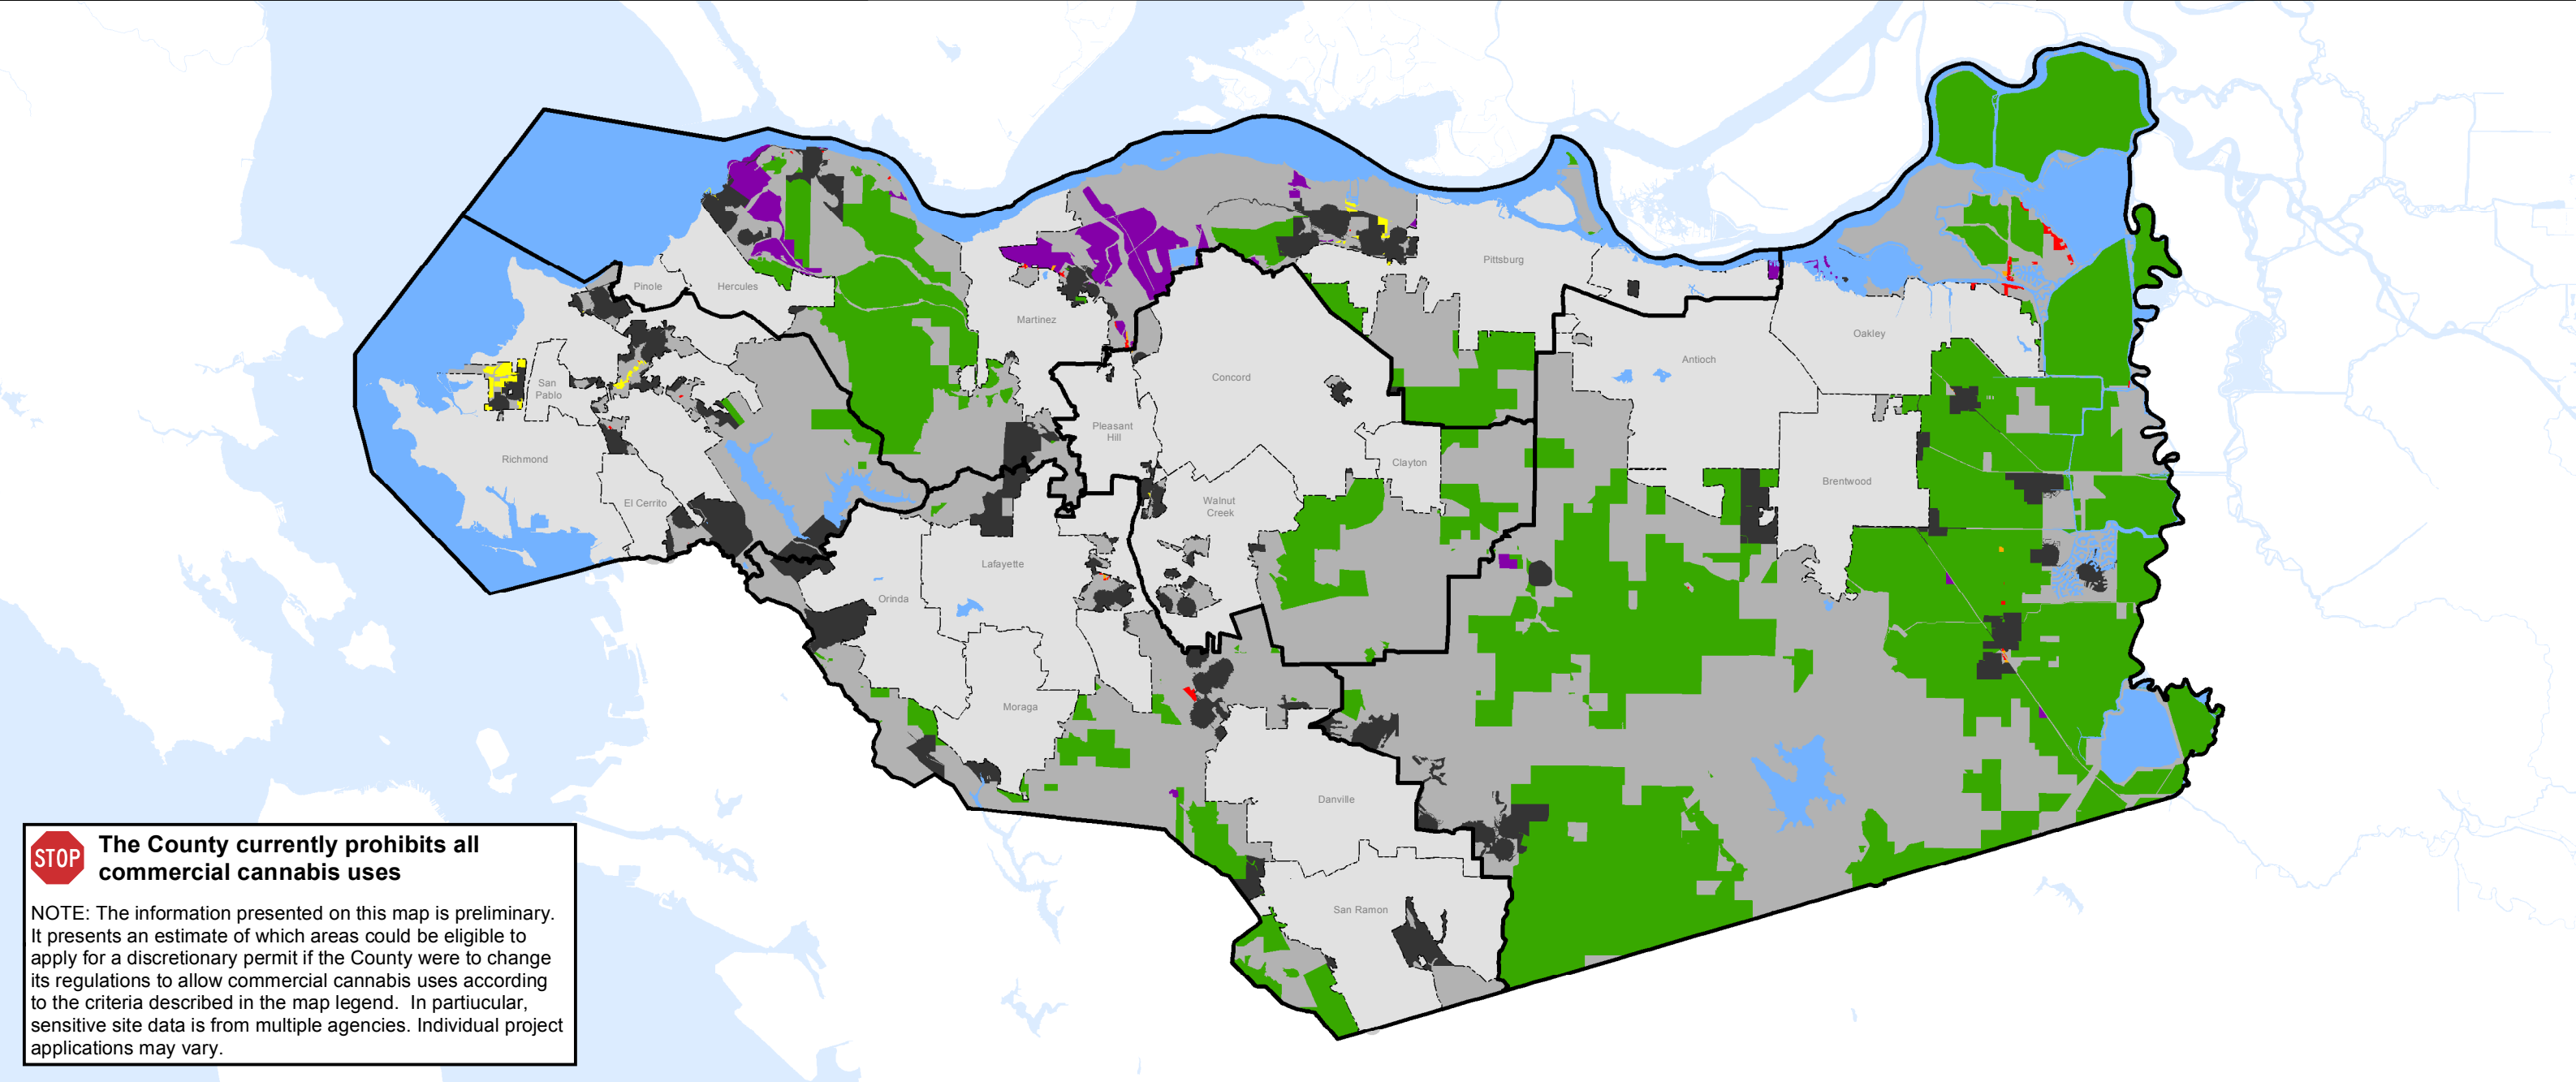 Pinole
Hercules
Martinez
Pittsburg
Oakley
Antioch
Concord
San
Pablo
Pleasant
Hill
Richmond
Clayton
Brentwood
El Cerrito
Walnut
Creek
Lafayette
Orinda
Moraga
Danville
San Ramon
STOP
The County currently prohibits all
commercial cannabis uses
NOTE: The information presented on this map is preliminary.
It presents an estimate of which areas could be eligible to
apply for a discretionary permit if the County were to change
its regulations to allow commercial cannabis uses according
to the criteria described in the map legend.  In partiucular,
sensitive site data is from multiple agencies. Individual project
applications may vary.